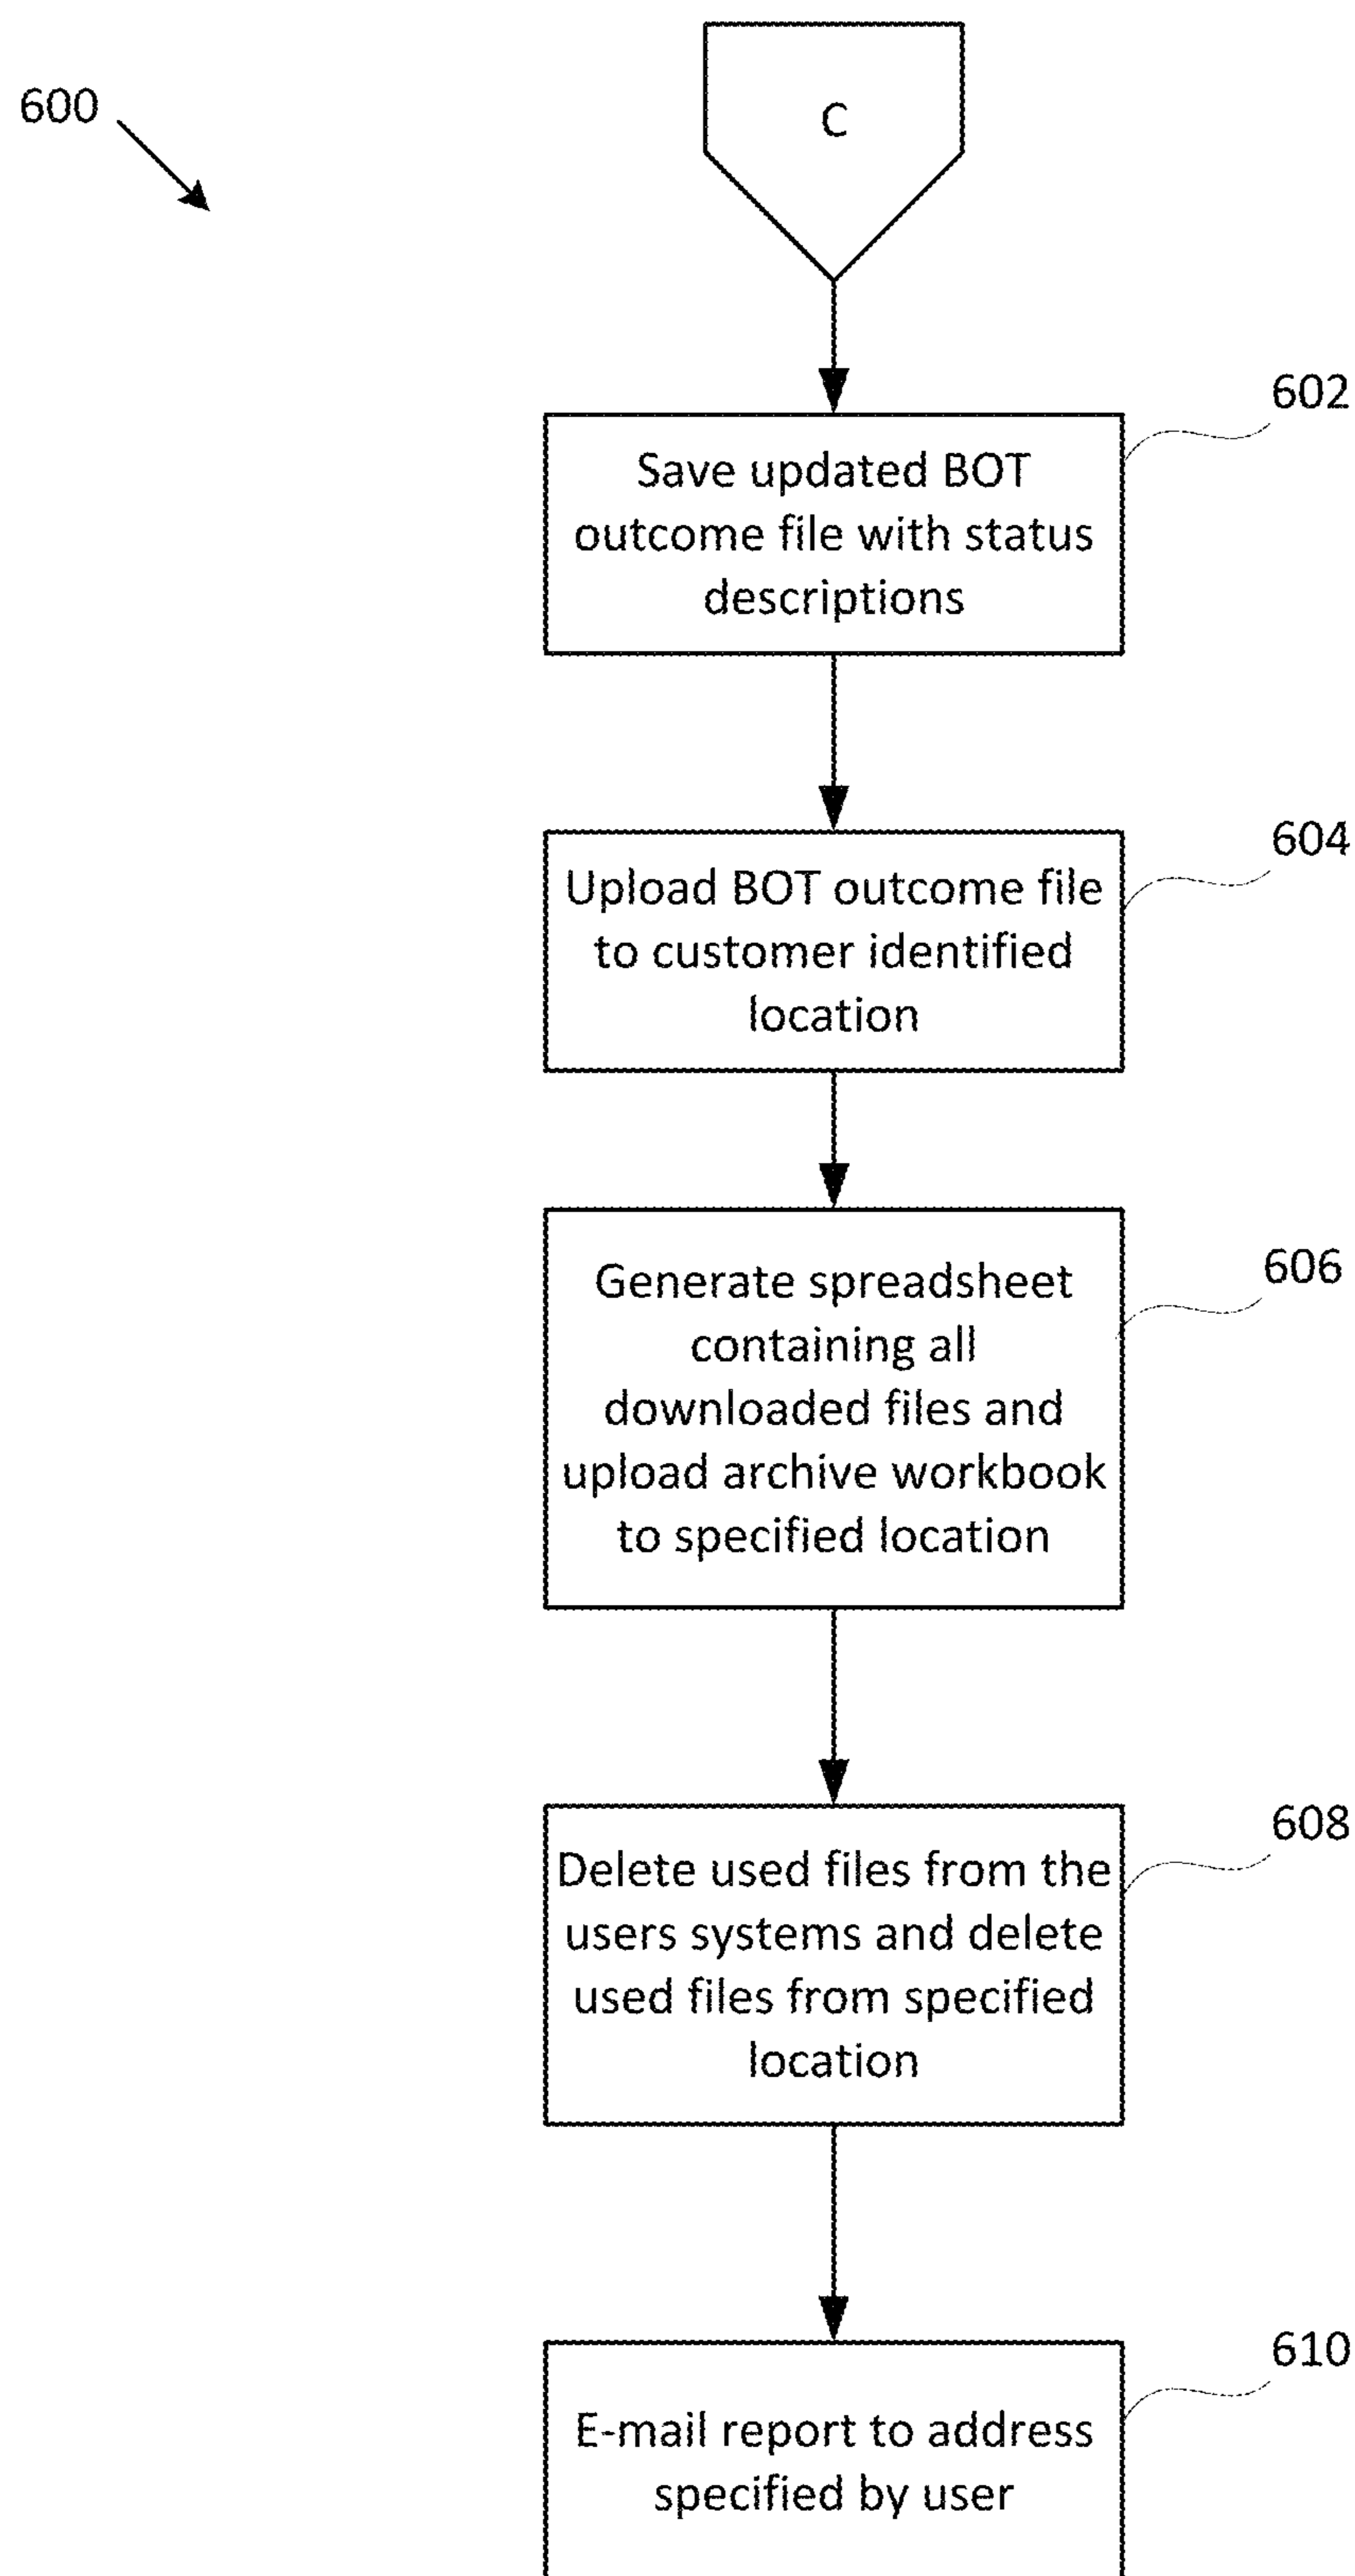 600
C
602
Save updated BOT
outcome file with status
descriptions
604
Upload BOT outcome file
to customer identified
location
606
Generate spreadsheet
containing all
downloaded files and
upload archive workbook
to specified location
608
Delete used files from the
users systems and delete
used files from specified
location
610
E-mail report to address
specified by user